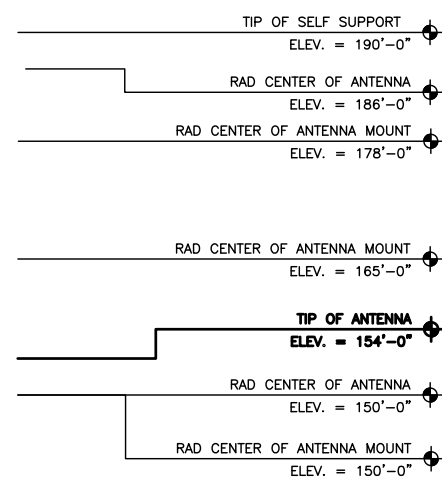 TIP OF SELF SUPPORT
ELEV. = 190'-0"
RAD CENTER OF ANTENNA
ELEV. = 186'-0"
RAD CENTER OF ANTENNA MOUNT
ELEV. = 178'-0"
RAD CENTER OF ANTENNA MOUNT
ELEV. = 165'-0"
TIP OF ANTENNA
ELEV. = 154'-0"
RAD CENTER OF ANTENNA
ELEV. = 150'-0"
RAD CENTER OF ANTENNA MOUNT
ELEV. = 150'-0"